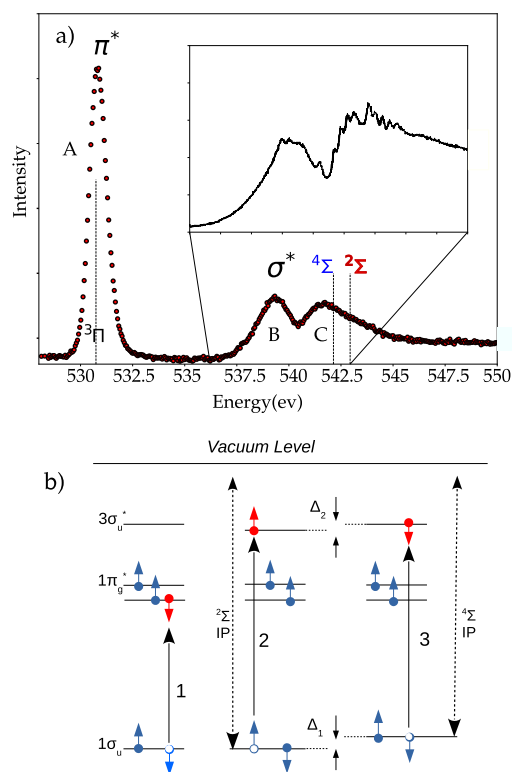 a)
π*
A
Intensity
³Π
σ*
⁴Σ
²Σ
B
C
530
532.5
535
537.5
540
542.5
545
547.5
550
Energy(ev)
Vacuum Level
b)
3σᵤ*
Δ₂
1π_g*
²Σ
IP
⁴Σ
IP
1
2
3
Δ₁
1σᵤ